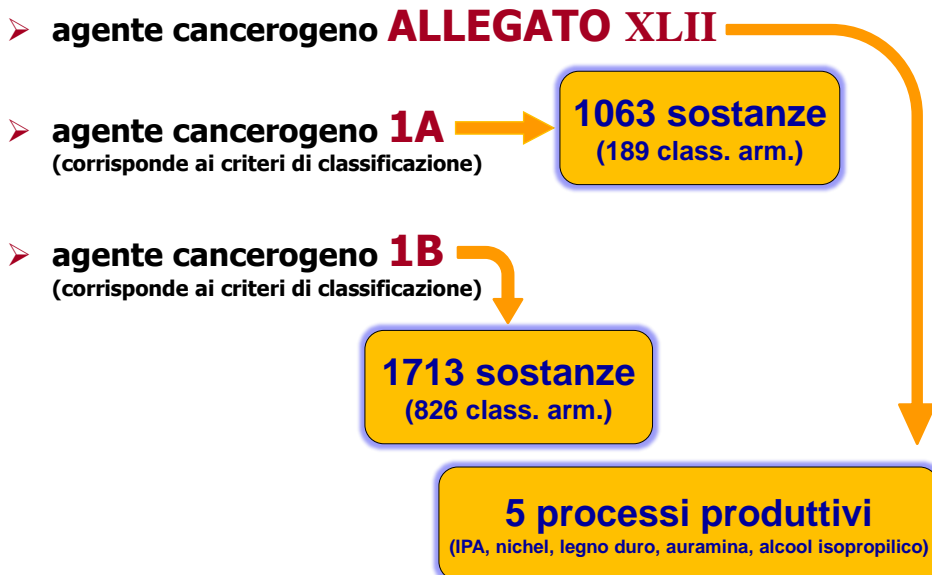 ➢ agente cancerogeno ALLEGATO XLII
➢ agente cancerogeno 1A
(corrisponde ai criteri di classificazione)
1063 sostanze
(189 class. arm.)
➢ agente cancerogeno 1B
(corrisponde ai criteri di classificazione)
1713 sostanze
(826 class. arm.)
5 processi produttivi
(IPA, nichel, legno duro, auramina, alcool isopropilico)